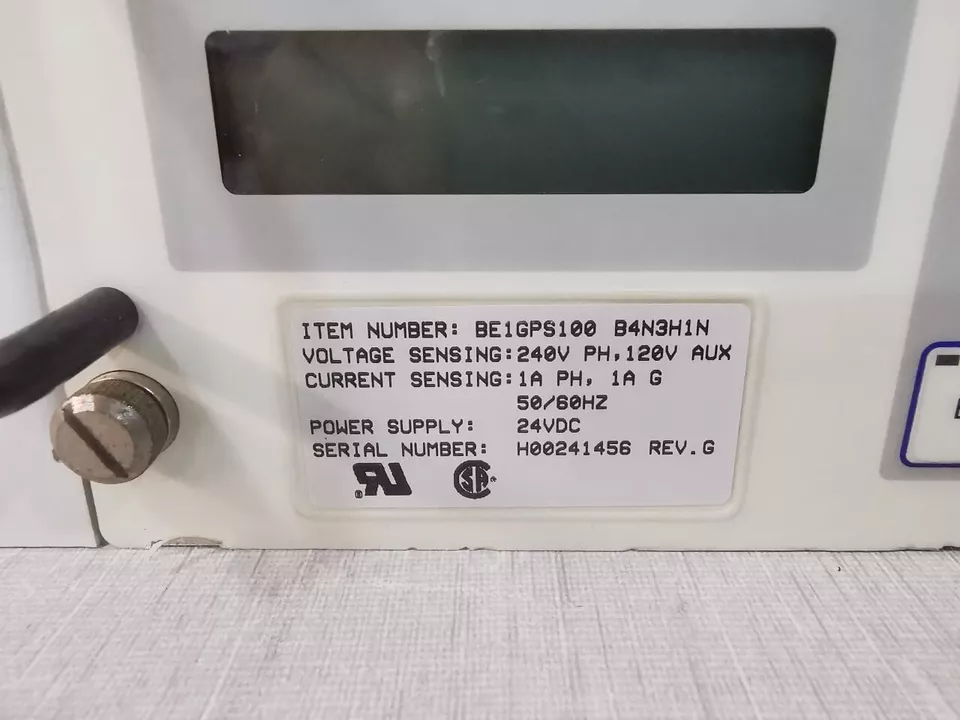 ITEM NUMBER: BE1GPS100 B4N3H1N
VOLTAGE SENSING: 240V PH, 120V AUX
CURRENT SENSING: 1A PH, 1A G
50/60HZ
POWER SUPPLY: 24VDC
SERIAL NUMBER: H00241456 REV.G